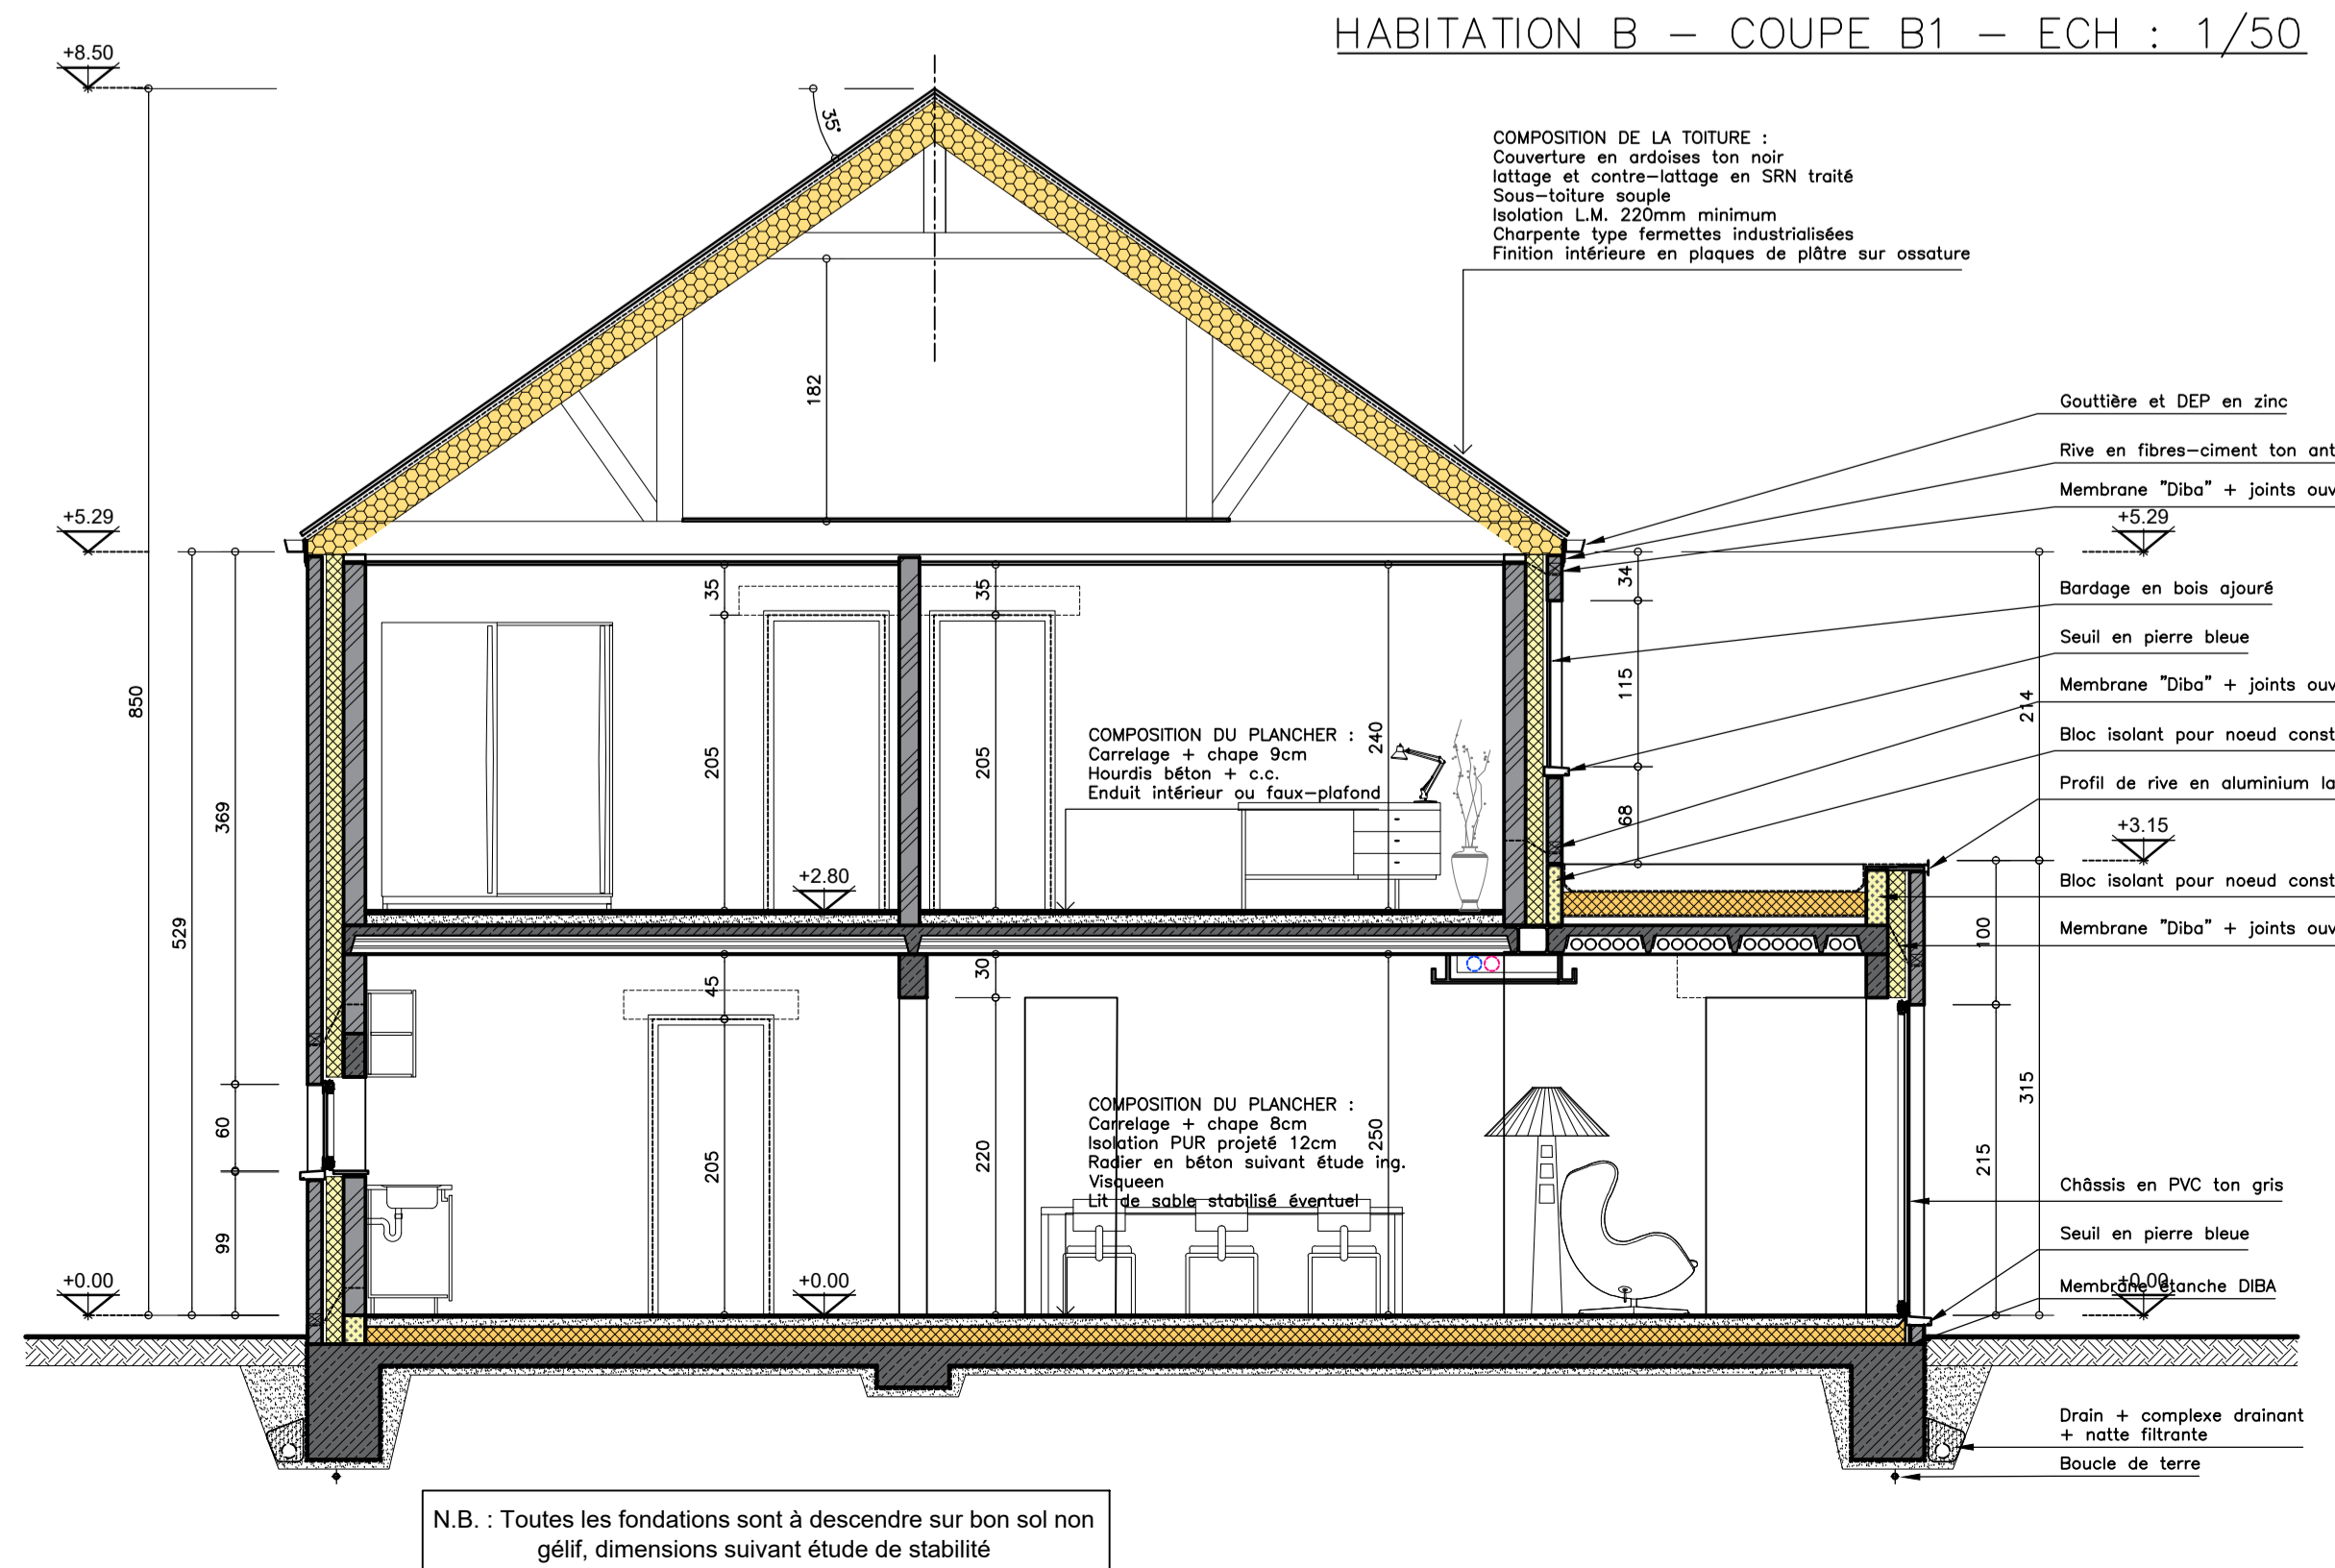 HABITATION B - COUPE B1 - ECH : 1/50
+8.50
35°
COMPOSITION DE LA TOITURE :
Couverture en ardoises ton noir
lattage et contre-lattage en SRN traité
Sous-toiture souple
Isolation L.M. 220mm minimum
Charpente type fermettes industrialisées
Finition intérieure en plaques de plâtre sur ossature
182
Gouttière et DEP en zinc
Rive en fibres-ciment ton
Membrane "Diba" + joints
+5.29
+5.29
34
35
35
Bardage en bois ajouré
Seuil en pierre bleue
115
850
Membrane "Diba" + joints
214
COMPOSITION DU PLANCHER :
Carrelage + chape 9cm
Hourdis béton + c.c.
Enduit intérieur ou faux-plafond
240
205
205
Bloc isolant pour noeud
Profil de rive en aluminium
369
68
+3.15
+2.80
Bloc isolant pour noeud
529
100
Membrane "Diba" + joints
45
30
60
COMPOSITION DU PLANCHER :
Carrelage + chape 8cm
Isolation PUR projeté 12cm
Radier en béton suivant étude ing.
Visqueen
Lit de sable stabilisé éventuel
250
205
220
315
215
Châssis en PVC ton gris
99
Seuil en pierre bleue
+0.00
+0.00
+0.00
Membrane étanche DIBA
Drain + complexe drainant
+ natte filtrante
Boucle de terre
N.B. : Toutes les fondations sont à descendre sur bon sol non
gélif, dimensions suivant étude de stabilité